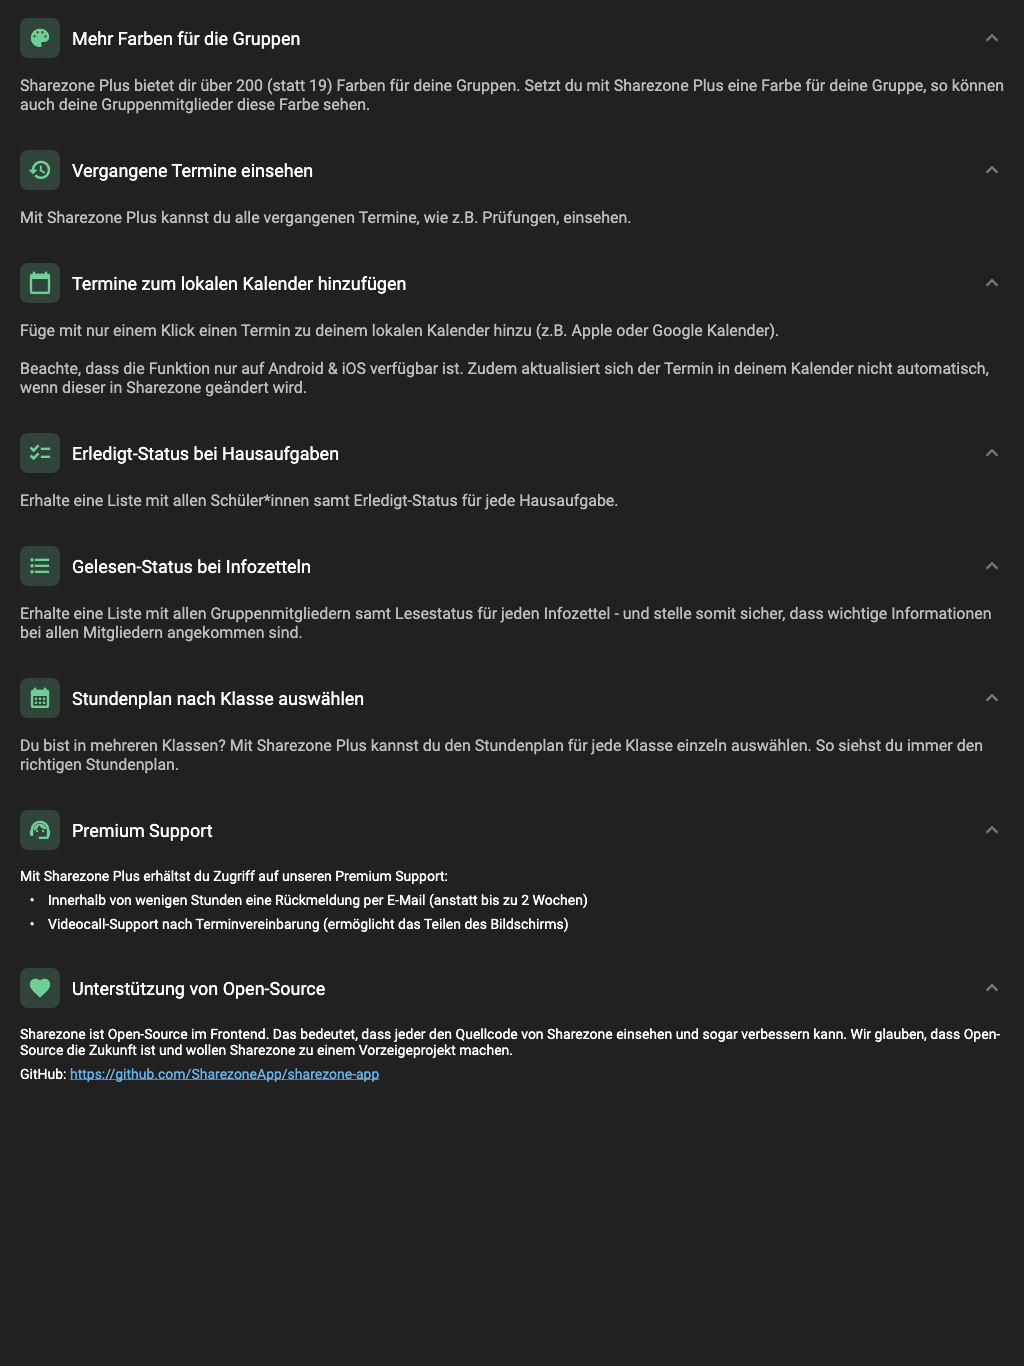 Mehr Farben für die Gruppen
Sharezone Plus bietet dir über 200 (statt 19) Farben für deine Gruppen. Setzt du mit Sharezone Plus eine Farbe für deine Gruppe, so können
auch deine Gruppenmitglieder diese Farbe sehen.
Vergangene Termine einsehen
Mit Sharezone Plus kannst du alle vergangenen Termine, wie z.B. Prüfungen, einsehen.
Termine zum lokalen Kalender hinzufügen
Füge mit nur einem Klick einen Termin zu deinem lokalen Kalender hinzu (z.B. Apple oder Google Kalender).
Beachte, dass die Funktion nur auf Android & iOS verfügbar ist. Zudem aktualisiert sich der Termin in deinem Kalender nicht automatisch,
wenn dieser in Sharezone geändert wird.
Erledigt-Status bei Hausaufgaben
Erhalte eine Liste mit allen Schüler*innen samt Erledigt-Status für jede Hausaufgabe.
Gelesen-Status bei Infozetteln
Erhalte eine Liste mit allen Gruppenmitgliedern samt Lesestatus für jeden Infozettel - und stelle somit sicher, dass wichtige Informationen
bei allen Mitgliedern angekommen sind.
Stundenplan nach Klasse auswählen
Du bist in mehreren Klassen? Mit Sharezone Plus kannst du den Stundenplan für jede Klasse einzeln auswählen. So siehst du immer den
richtigen Stundenplan.
Premium Support
Mit Sharezone Plus erhältst du Zugriff auf unseren Premium Support:
• Innerhalb von wenigen Stunden eine Rückmeldung per E-Mail (anstatt bis zu 2 Wochen)
• Videocall-Support nach Terminvereinbarung (ermöglicht das Teilen des Bildschirms)
Unterstützung von Open-Source
Sharezone ist Open-Source im Frontend. Das bedeutet, dass jeder den Quellcode von Sharezone einsehen und sogar verbessern kann. Wir glauben, dass Open-
Source die Zukunft ist und wollen Sharezone zu einem Vorzeigeprojekt machen.
GitHub: https://github.com/SharezoneApp/sharezone-app